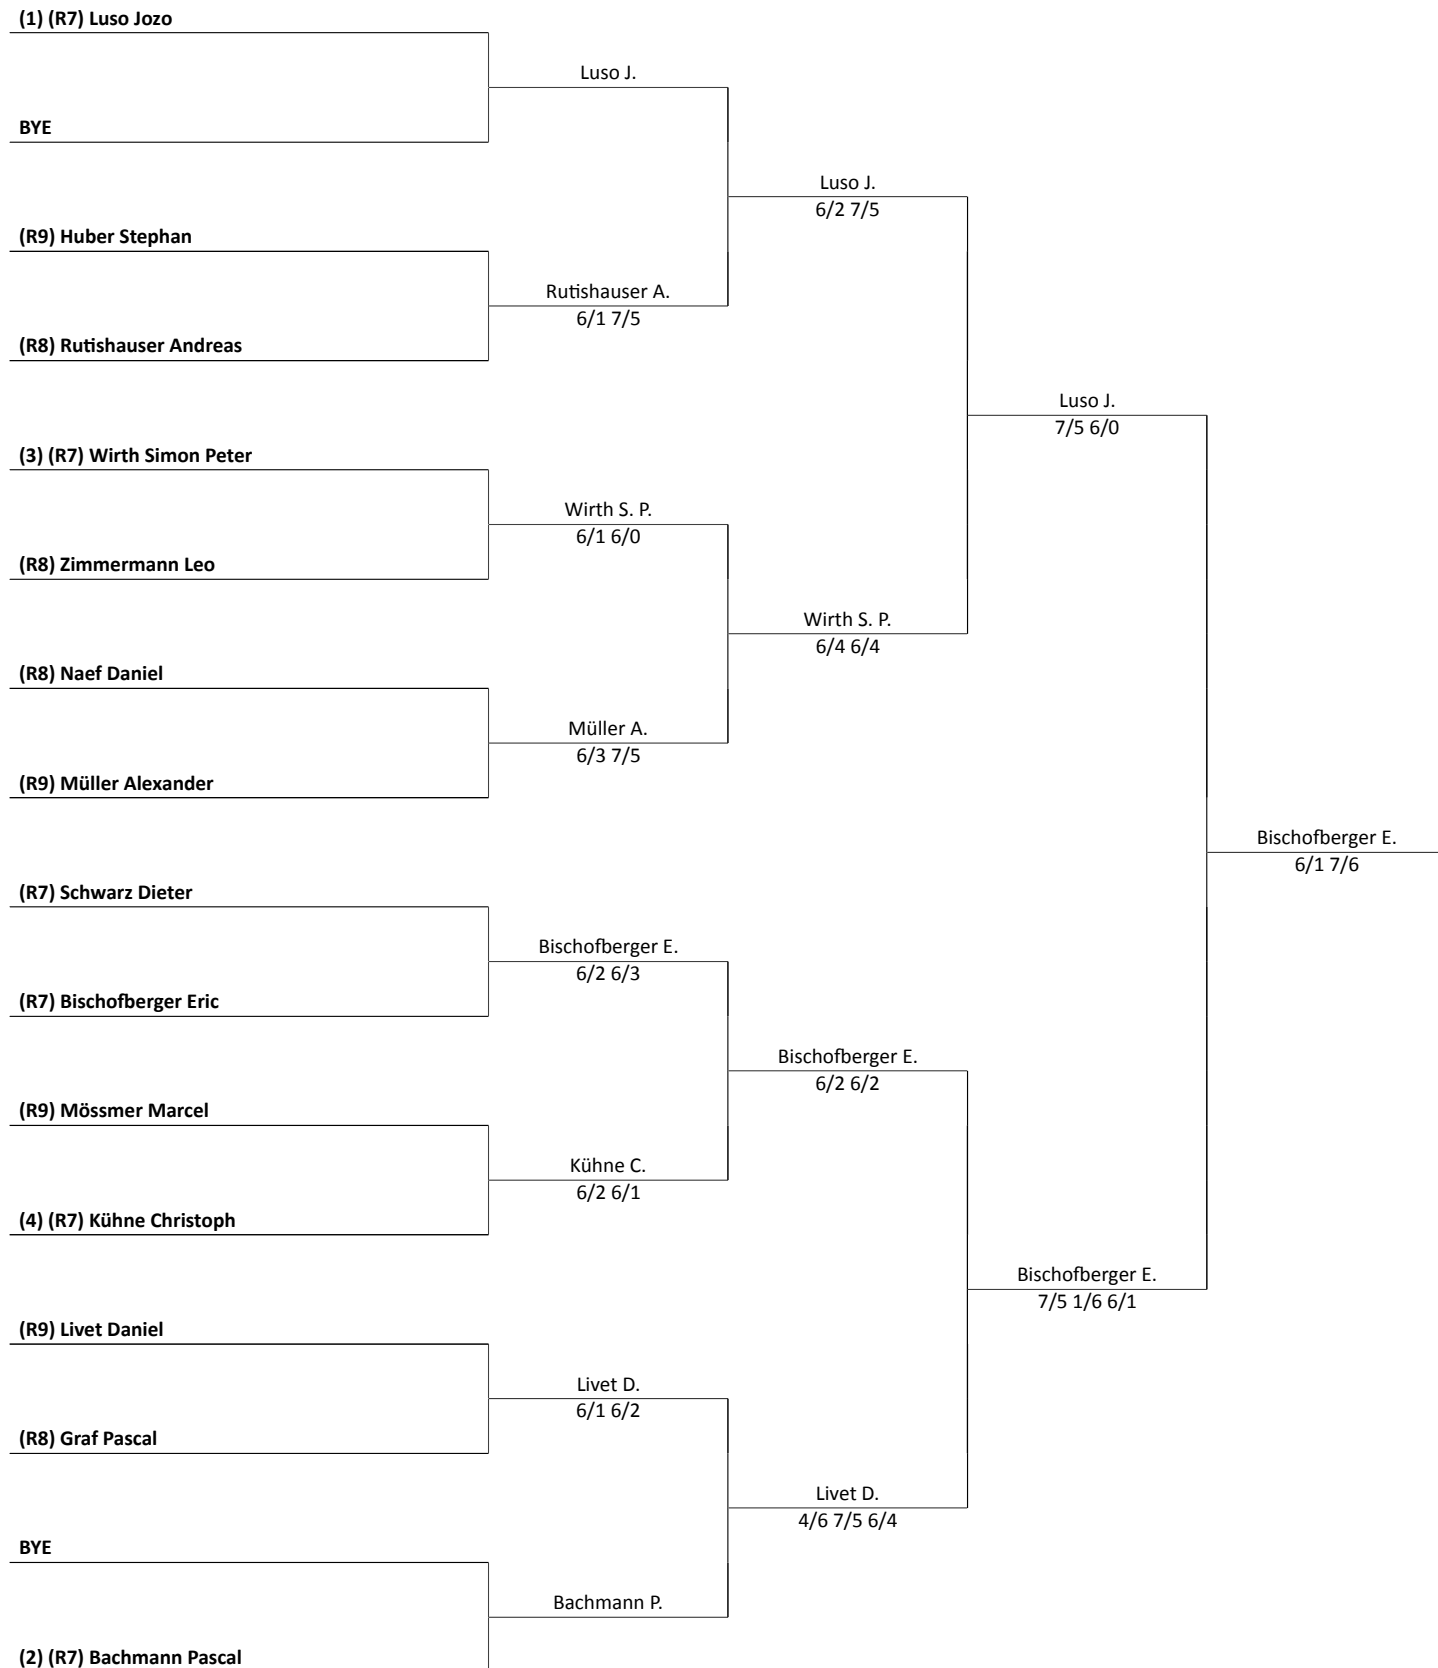 (1) (R7) Luso Jozo
Luso J.
BYE
Luso J.
6/2 7/5
(R9) Huber Stephan
Rutishauser A.
6/1 7/5
(R8) Rutishauser Andreas
Luso J.
7/5 6/0
(3) (R7) Wirth Simon Peter
Wirth S. P.
6/1 6/0
(R8) Zimmermann Leo
Wirth S. P.
6/4 6/4
(R8) Naef Daniel
Müller A.
6/3 7/5
(R9) Müller Alexander
Bischofberger E.
6/1 7/6
(R7) Schwarz Dieter
Bischofberger E.
6/2 6/3
(R7) Bischofberger Eric
Bischofberger E.
6/2 6/2
(R9) Mössmer Marcel
Kühne C.
6/2 6/1
(4) (R7) Kühne Christoph
Bischofberger E.
7/5 1/6 6/1
(R9) Livet Daniel
Livet D.
6/1 6/2
(R8) Graf Pascal
Livet D.
4/6 7/5 6/4
BYE
Bachmann P.
(2) (R7) Bachmann Pascal